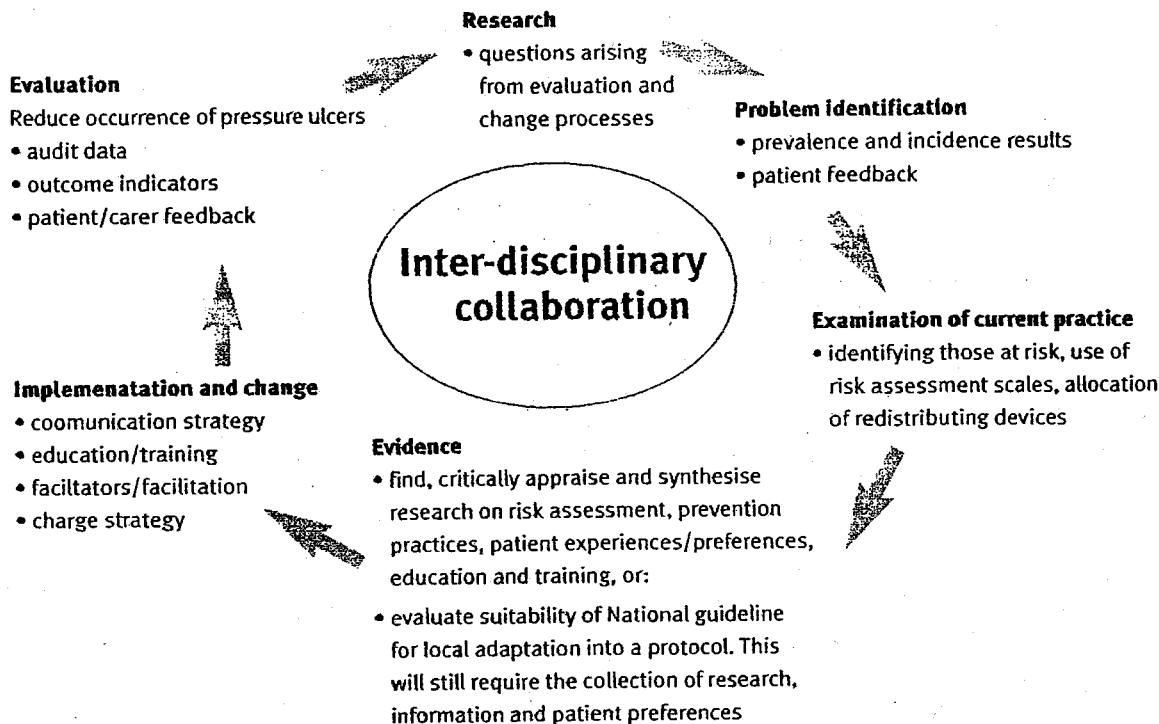 Research
• questions arising
from evaluation and
change processes
Problem identification
• prevalence and incidence results
• patient feedback
Examination of current practice
• identifying those at risk, use of
risk assessment scales, allocation
of redistributing devices
Evidence
• find, critically appraise and synthesise
research on risk assessment, prevention
practices, patient experiences/preferences,
education and training, or:
• evaluate suitability of National guideline
for local adaptation into a protocol. This
will still require the collection of research,
information and patient preferences
Implemenatation and change
• coomunication strategy
• education/training
• faciltators/facilitation
• charge strategy
Evaluation
Reduce occurrence of pressure ulcers
• audit data
• outcome indicators
• patient/carer feedback
Inter-disciplinary
collaboration